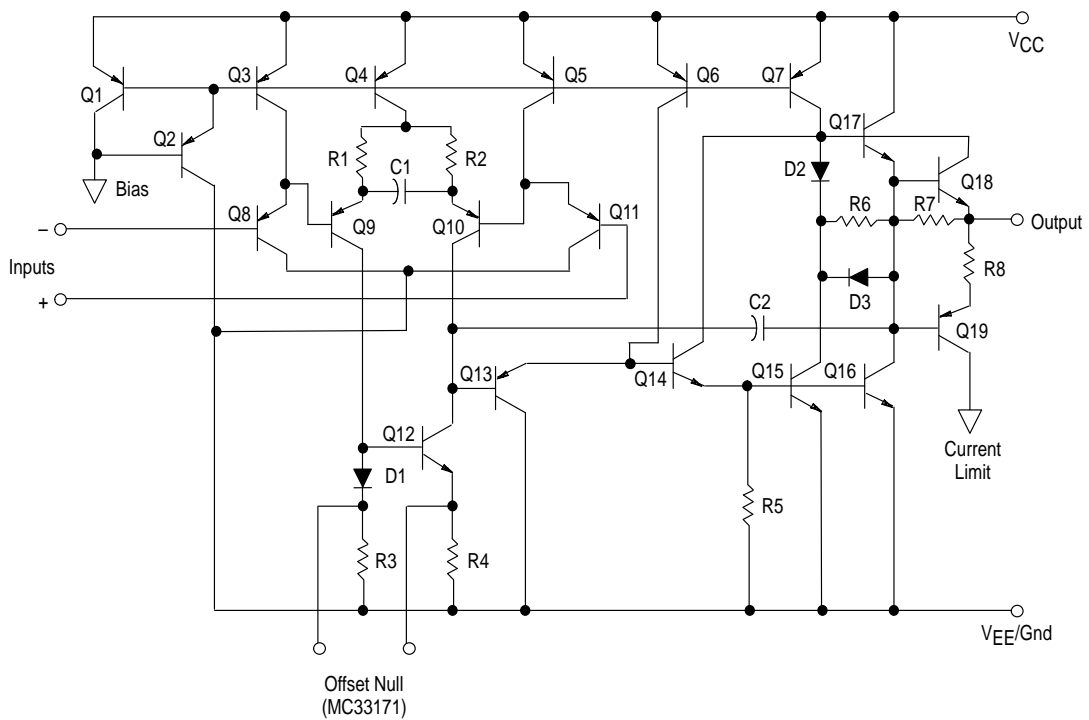 VCC
Q3
Q4
Q5
Q6
Q7
Q1
Q2
Q17
Bias
R1
R2
C1
D2
Q18
Q8
Q9
Q10
Q11
R6
R7
–
Output
Inputs
+
D3
R8
C2
Q19
Q13
Q14
Q15
Q16
Q12
Current
Limit
D1
R5
R3
R4
VEE/Gnd
Offset Null
(MC33171)